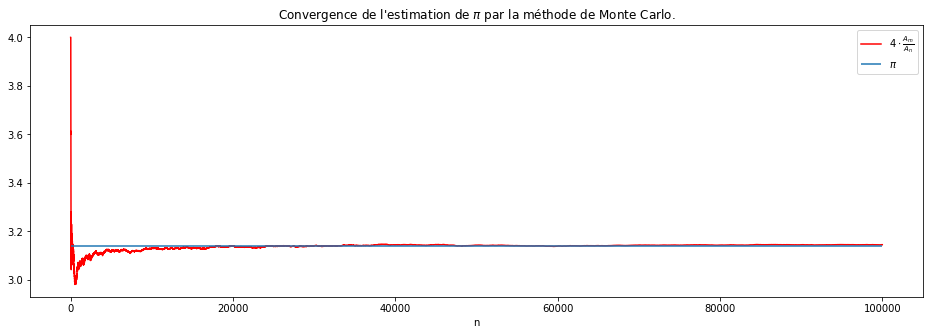 Convergence de l'estimation de π par la méthode de Monte Carlo.
4 · A_m/A_n
π
4.0
3.8
3.6
3.4
3.2
3.0
0 20000 40000 60000 80000 100000
n